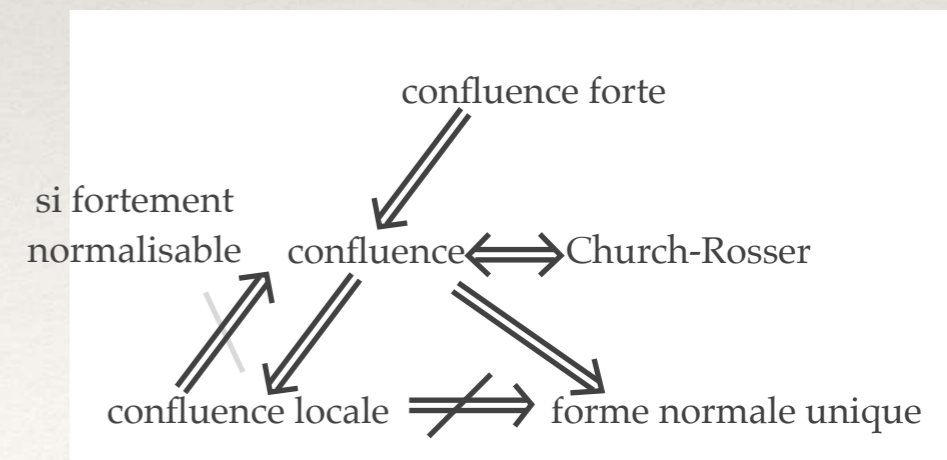 confluence forte
si fortement
normalisable
confluence
Church-Rosser
confluence locale
forme normale unique